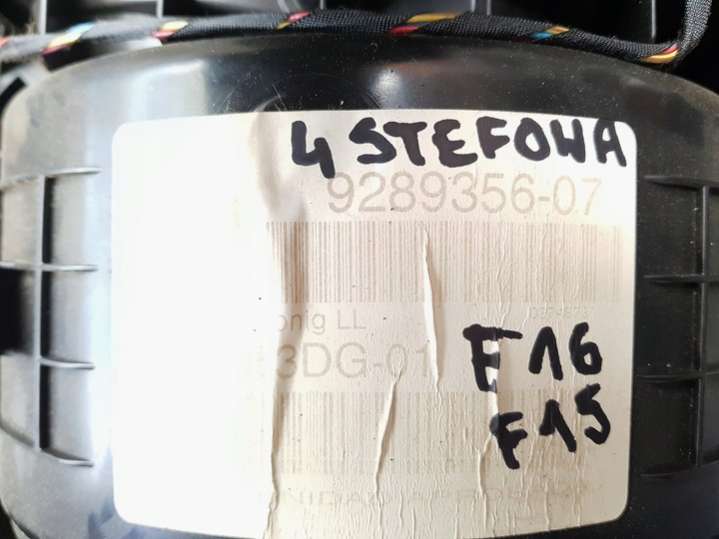 4 STEFOWA
9289356-07
onig LL
3DG-01
F16
F15